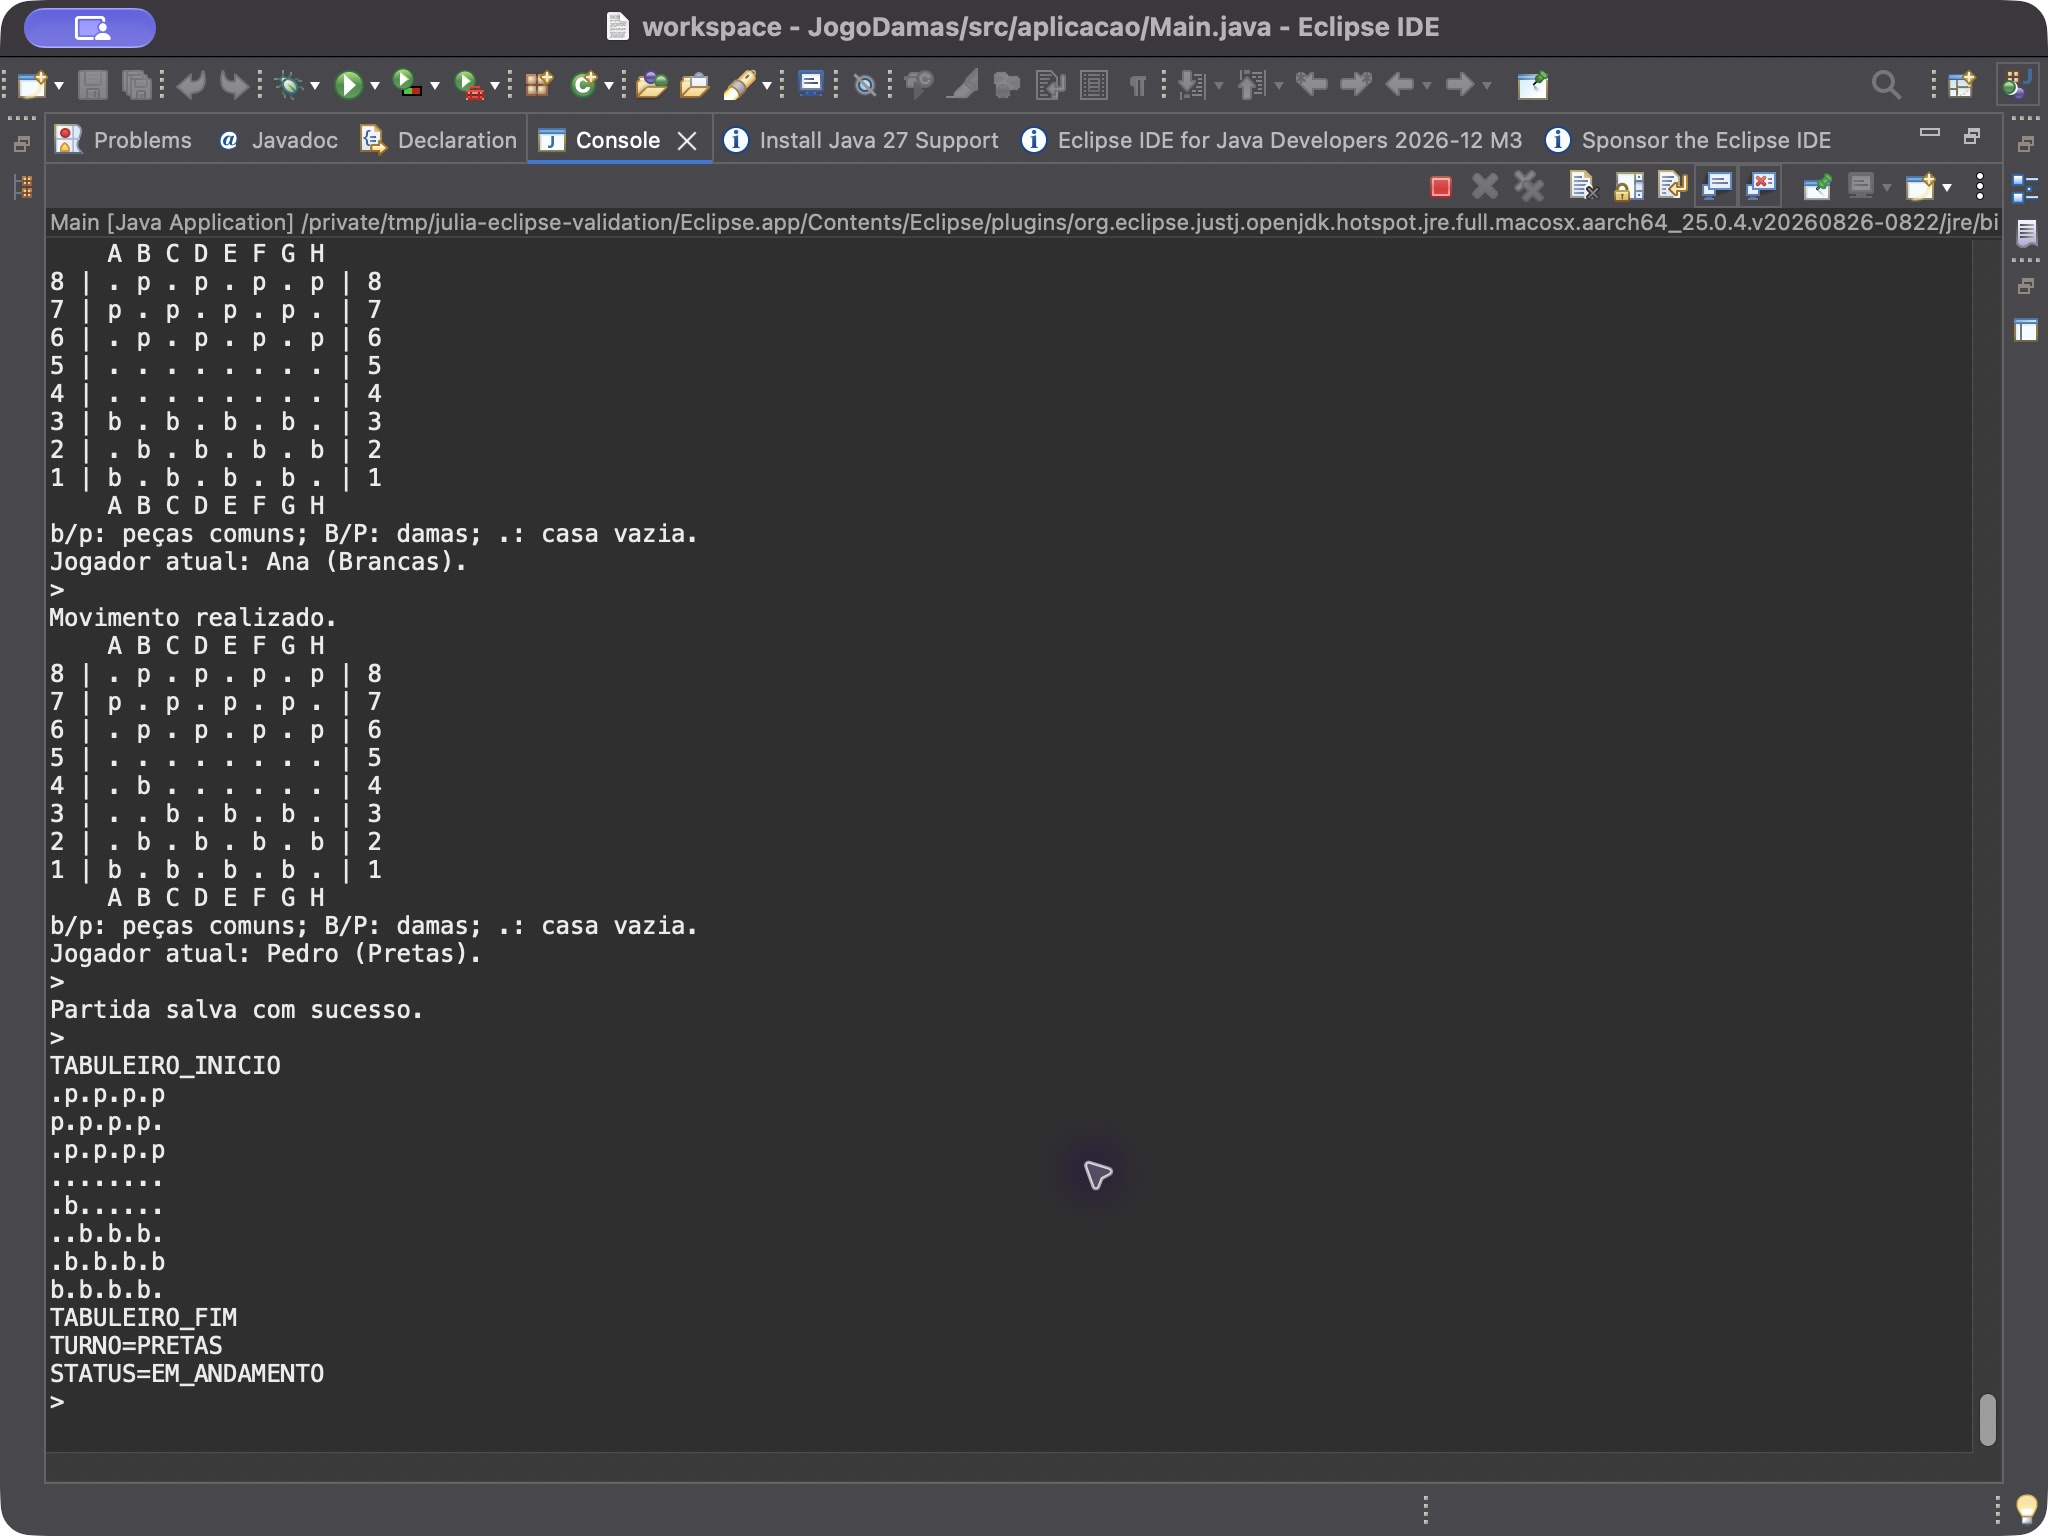 workspace - JogoDamas/src/aplicacao/Main.java - Eclipse IDE
Problems Javadoc Declaration Console Install Java 27 Support Eclipse IDE for Java Developers 2026-12 M3 Sponsor the Eclipse IDE
Main [Java Application] /private/tmp/julia-eclipse-validation/Eclipse.app/Contents/Eclipse/plugins/org.eclipse.justj.openjdk.hotspot.jre.full.macosx.aarch64_25.0.4.v20260826-0822/jre/bi
    A B C D E F G H
8 | . p . p . p . p | 8
7 | p . p . p . p . | 7
6 | . p . p . p . p | 6
5 | . . . . . . . . | 5
4 | . . . . . . . . | 4
3 | b . b . b . b . | 3
2 | . b . b . b . b | 2
1 | b . b . b . b . | 1
    A B C D E F G H
b/p: peças comuns; B/P: damas; .: casa vazia.
Jogador atual: Ana (Brancas).
>
Movimento realizado.
    A B C D E F G H
8 | . p . p . p . p | 8
7 | p . p . p . p . | 7
6 | . p . p . p . p | 6
5 | . . . . . . . . | 5
4 | . b . . . . . . | 4
3 | . . b . b . b . | 3
2 | . b . b . b . b | 2
1 | b . b . b . b . | 1
    A B C D E F G H
b/p: peças comuns; B/P: damas; .: casa vazia.
Jogador atual: Pedro (Pretas).
>
Partida salva com sucesso.
>
TABULEIRO_INICIO
.p.p.p.p
p.p.p.p.
.p.p.p.p
........
.b......
..b.b.b.
.b.b.b.b
b.b.b.b.
TABULEIRO_FIM
TURNO=PRETAS
STATUS=EM_ANDAMENTO
>